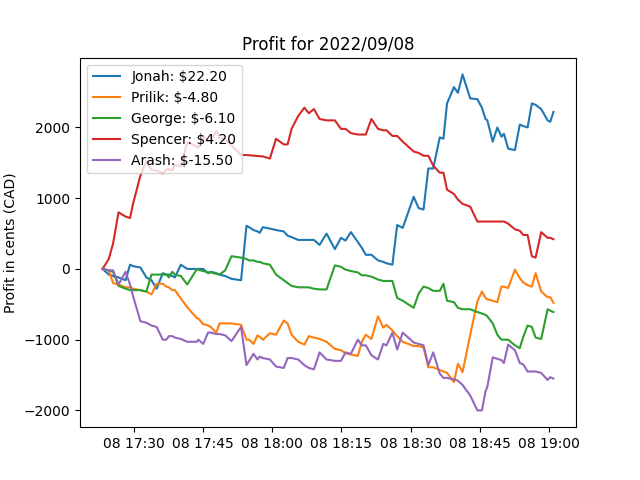 Profit for 2022/09/08
Jonah: $22.20
Prilik: $-4.80
George: $-6.10
Spencer: $4.20
Arash: $-15.50
Profit in cents (CAD)
2000
1000
0
−1000
−2000
08 17:30 08 17:45 08 18:00 08 18:15 08 18:30 08 18:45 08 19:00